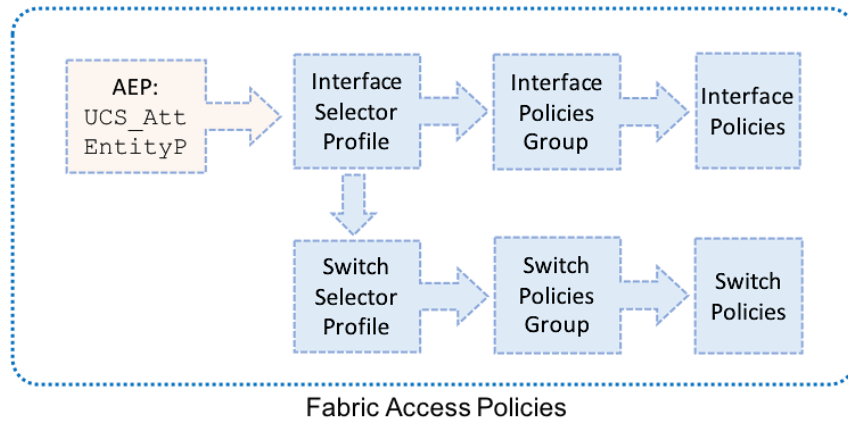 AEP:
UCS_Att
EntityP
Interface
Selector
Profile
Interface
Policies
Group
Interface
Policies
Switch
Selector
Profile
Switch
Policies
Group
Switch
Policies
Fabric Access Policies